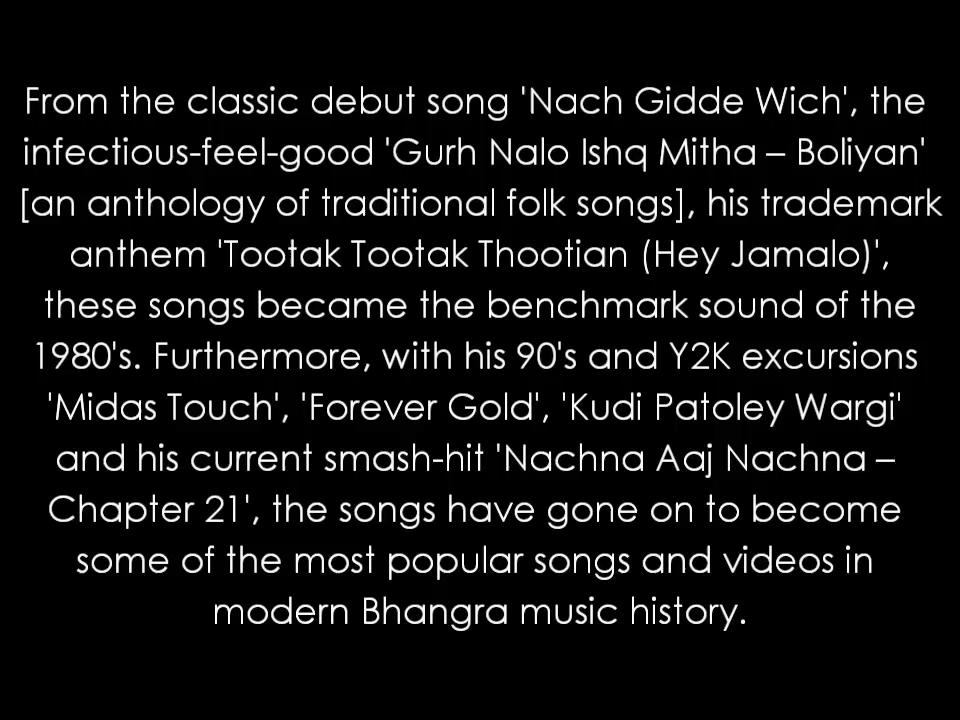 From the classic debut song 'Nach Gidde Wich', the
infectious-feel-good 'Gurh Nalo Ishq Mitha – Boliyan'
[an anthology of traditional folk songs], his trademark
anthem 'Tootak Tootak Thootian (Hey Jamalo)',
these songs became the benchmark sound of the
1980's. Furthermore, with his 90's and Y2K excursions
'Midas Touch', 'Forever Gold', 'Kudi Patoley Wargi'
and his current smash-hit 'Nachna Aaj Nachna –
Chapter 21', the songs have gone on to become
some of the most popular songs and videos in
modern Bhangra music history.